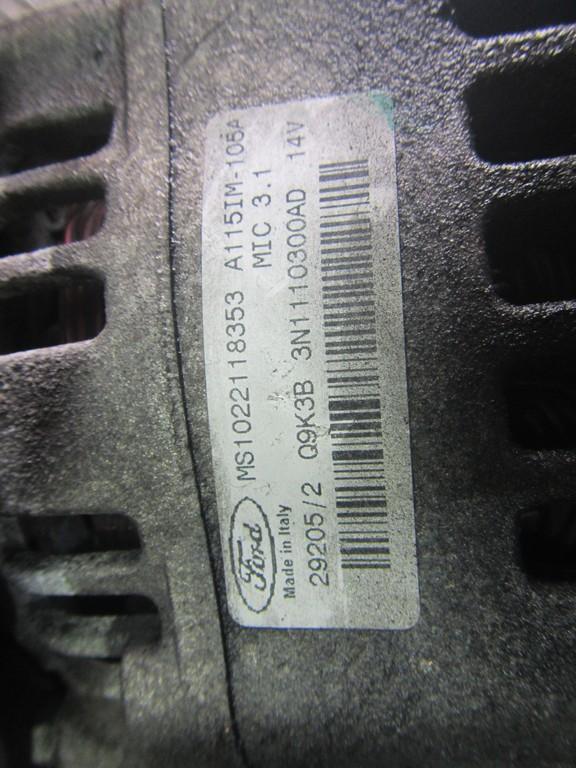 MS1022118353 A115IM-105A
MIC 3.1
Ford
Made in Italy
29205/2 Q9K3B 3N1110300AD 14V